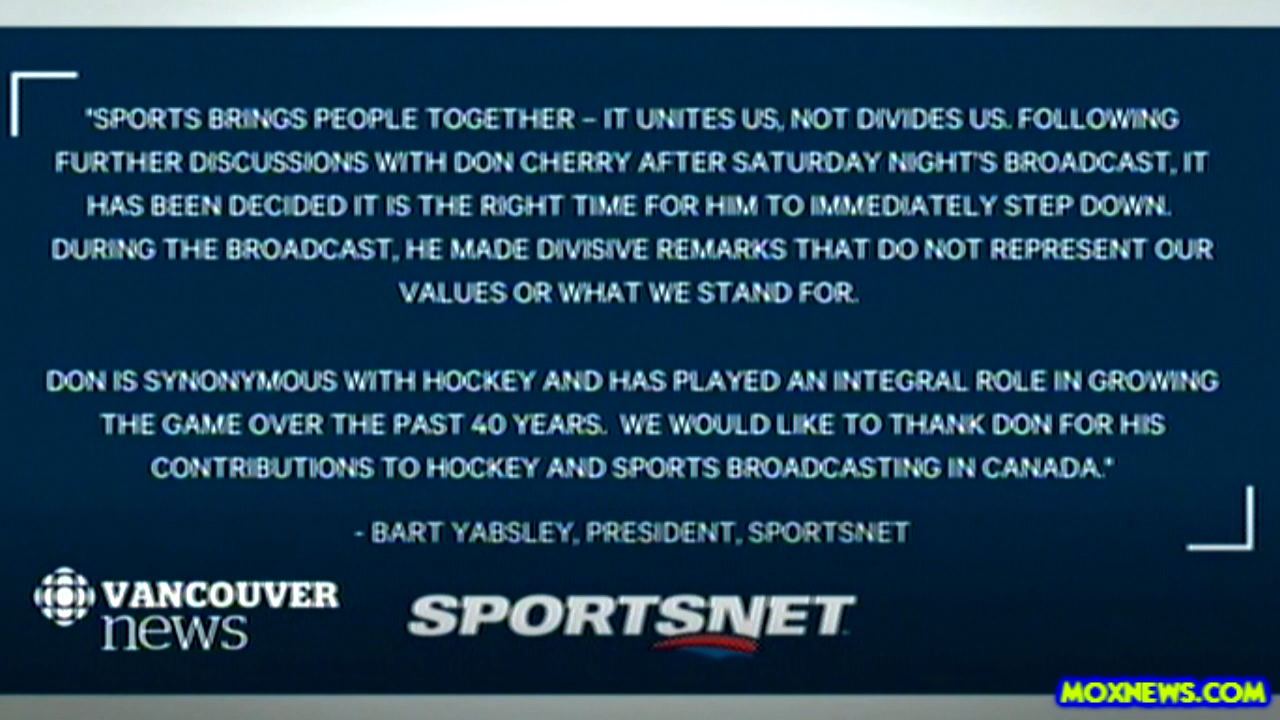 "SPORTS BRINGS PEOPLE TOGETHER – IT UNITES US, NOT DIVIDES US. FOLLOWING
FURTHER DISCUSSIONS WITH DON CHERRY AFTER SATURDAY NIGHT'S BROADCAST, IT
HAS BEEN DECIDED IT IS THE RIGHT TIME FOR HIM TO IMMEDIATELY STEP DOWN.
DURING THE BROADCAST, HE MADE DIVISIVE REMARKS THAT DO NOT REPRESENT OUR
VALUES OR WHAT WE STAND FOR.
DON IS SYNONYMOUS WITH HOCKEY AND HAS PLAYED AN INTEGRAL ROLE IN GROWING
THE GAME OVER THE PAST 40 YEARS. WE WOULD LIKE TO THANK DON FOR HIS
CONTRIBUTIONS TO HOCKEY AND SPORTS BROADCASTING IN CANADA."
- BART YABSLEY, PRESIDENT, SPORTSNET
VANCOUVER
news
SPORTSNET
MOXNEWS.COM